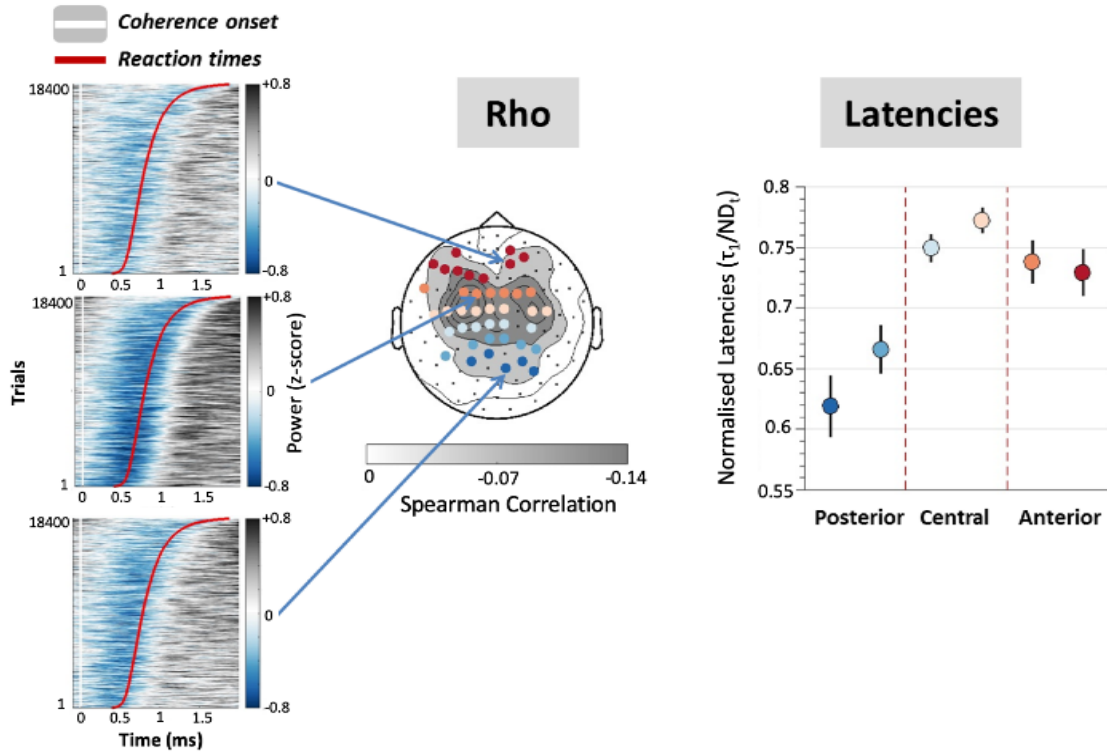 Coherence onset
Reaction times
Rho
Latencies
18400
1
+0.8
0
-0.8
18400
1
+0.8
0
-0.8
18400
1
+0.8
0
-0.8
Trials
Power (z-score)
0 0.5 1 1.5
0 0.5 1 1.5
0 0.5 1 1.5
Time (ms)
0 -0.07 -0.14
Spearman Correlation
Normalised Latencies (τ₁/NDₜ)
0.8
0.75
0.7
0.65
0.6
0.55
Posterior Central Anterior